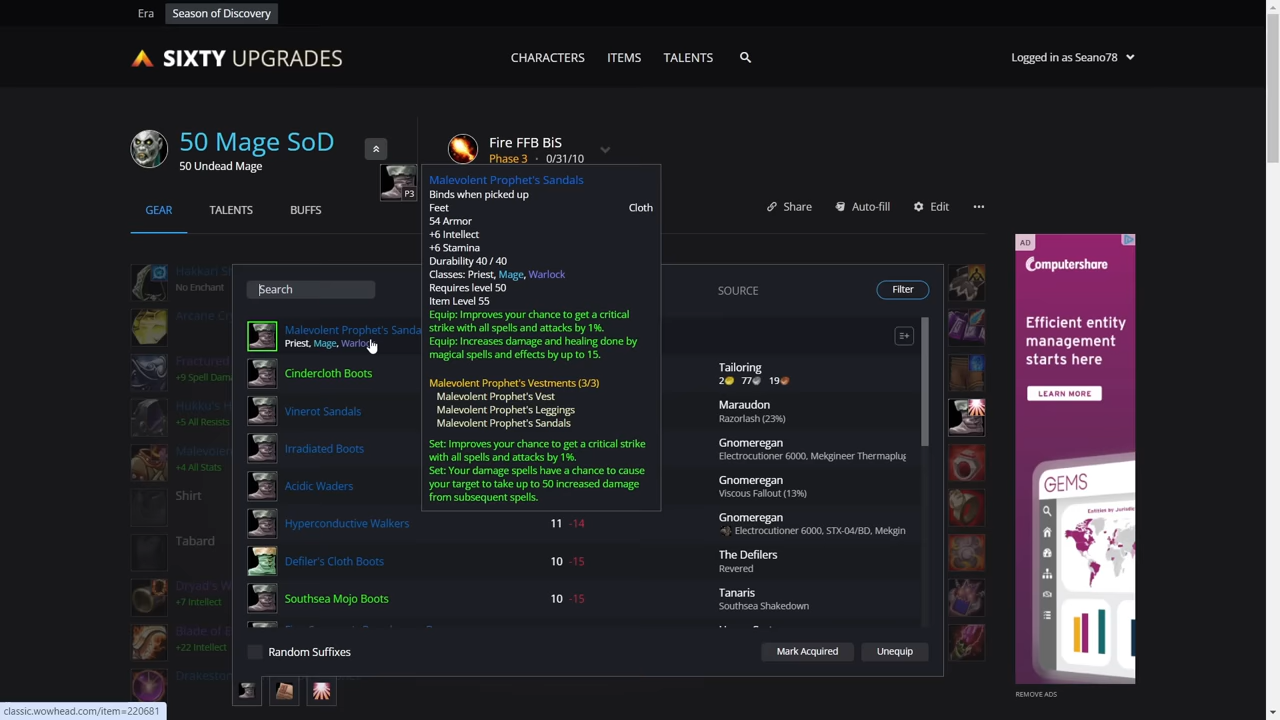 Era
Season of Discovery
SIXTY UPGRADES
CHARACTERS
ITEMS
TALENTS
Logged in as Seano78
50 Mage SoD
50 Undead Mage
Fire FFB BiS
Phase 3 · 0/31/10
P3
GEAR
TALENTS
BUFFS
Share
Auto-fill
Edit
Malevolent Prophet's Sandals
Binds when picked up
Feet
Cloth
54 Armor
+6 Intellect
+6 Stamina
Durability 40 / 40
Classes: Priest, Mage, Warlock
Requires level 50
Item Level 55
Equip: Improves your chance to get a critical
strike with all spells and attacks by 1%.
Equip: Increases damage and healing done by
magical spells and effects by up to 15.
Malevolent Prophet's Vestments (3/3)
Malevolent Prophet's Vest
Malevolent Prophet's Leggings
Malevolent Prophet's Sandals
Set: Improves your chance to get a critical strike
with all spells and attacks by 1%.
Set: Your damage spells have a chance to cause
your target to take up to 50 increased damage
from subsequent spells.
No Enchant
Arcane
+9 Spell Dam
+5 All Resists
+4 All Stats
Shirt
Tabard
+7 Intellect
Blade of
+22 Intellect
Search
SOURCE
Filter
Malevolent Prophet's Sanda
Priest, Mage, Warlock
Cindercloth Boots
Tailoring
2 77 19
Vinerot Sandals
Maraudon
Razorlash (23%)
Irradiated Boots
Gnomeregan
Electrocutioner 6000, Mekgineer Thermaplug
Acidic Waders
Gnomeregan
Viscous Fallout (13%)
Hyperconductive Walkers
11 -14
Gnomeregan
Electrocutioner 6000, STX-04/BD, Mekgin
Defiler's Cloth Boots
10 -15
The Defilers
Revered
Southsea Mojo Boots
10 -15
Tanaris
Southsea Shakedown
Random Suffixes
Mark Acquired
Unequip
AD
Computershare
Efficient entity
management
starts here
LEARN MORE
GEMS
REMOVE ADS
classic.wowhead.com/item=220681